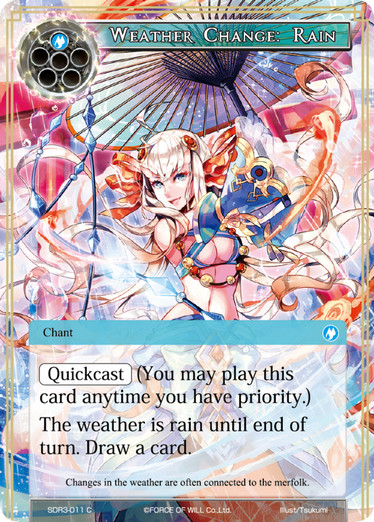 Weather Change: Rain
Chant
Quickcast (You may play this
card anytime you have priority.)
The weather is rain until end of
turn. Draw a card.
Changes in the weather are often connected to the merfolk.
SDR3-011 C ©FORCE OF WILL Co.,Ltd. Illust/Tsukumi